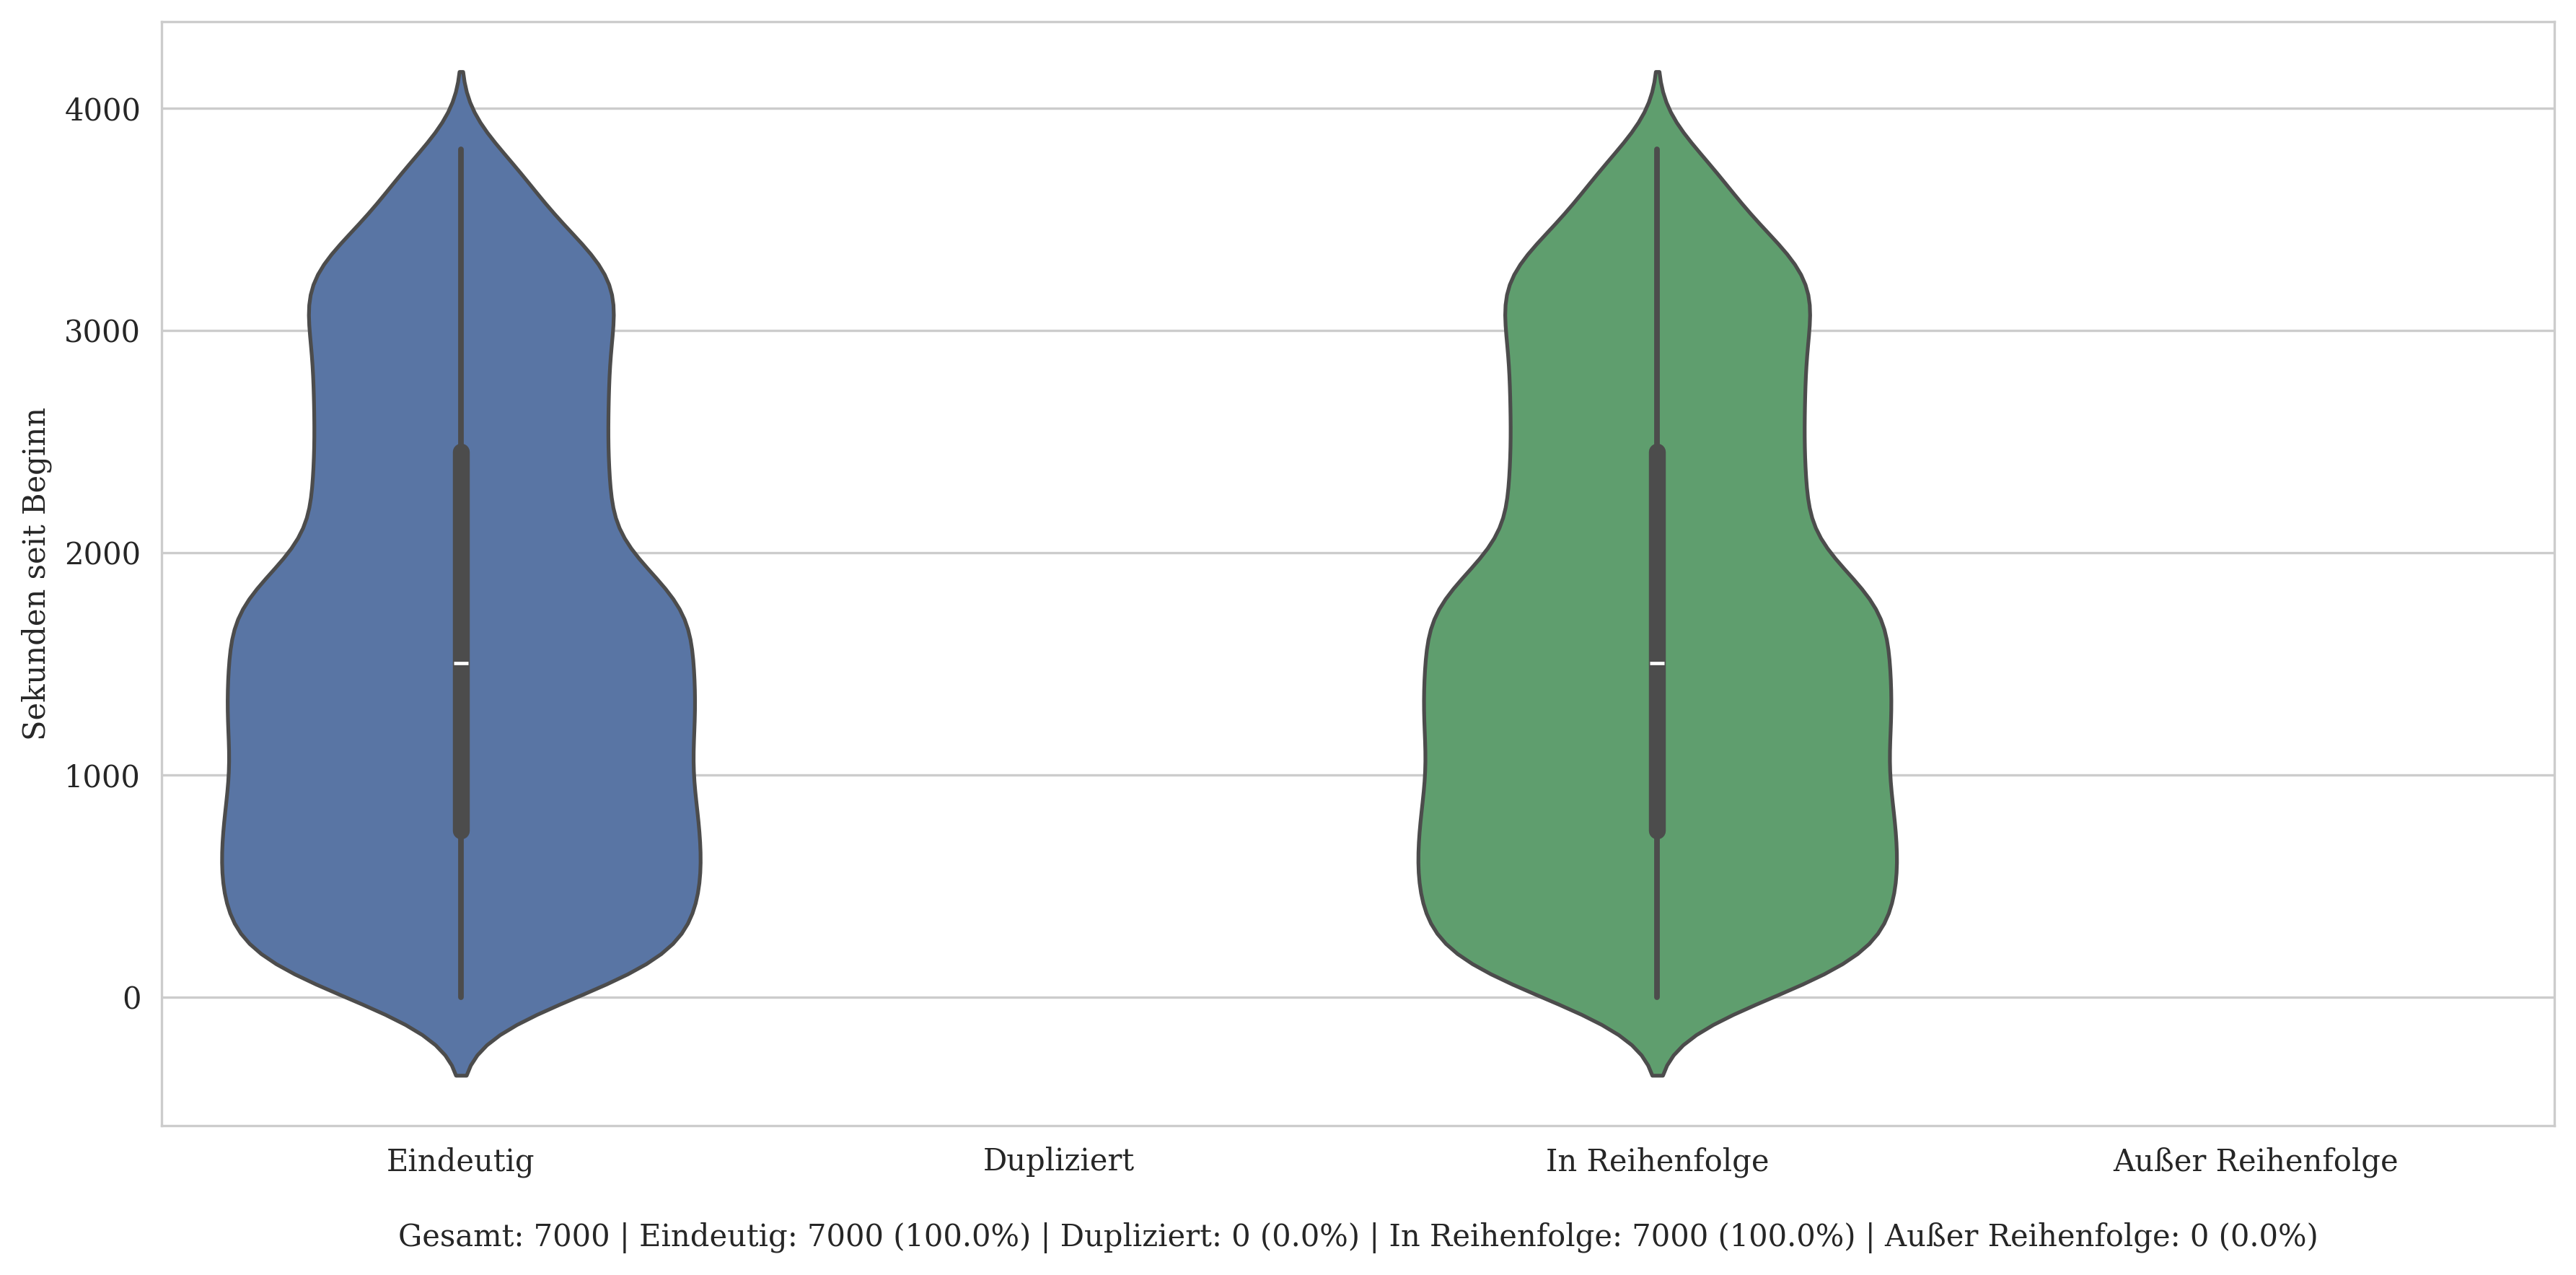 4000
3000
2000
1000
0
Sekunden seit Beginn
Eindeutig
Dupliziert
In Reihenfolge
Außer Reihenfolge
Gesamt: 7000 | Eindeutig: 7000 (100.0%) | Dupliziert: 0 (0.0%) | In Reihenfolge: 7000 (100.0%) | Außer Reihenfolge: 0 (0.0%)